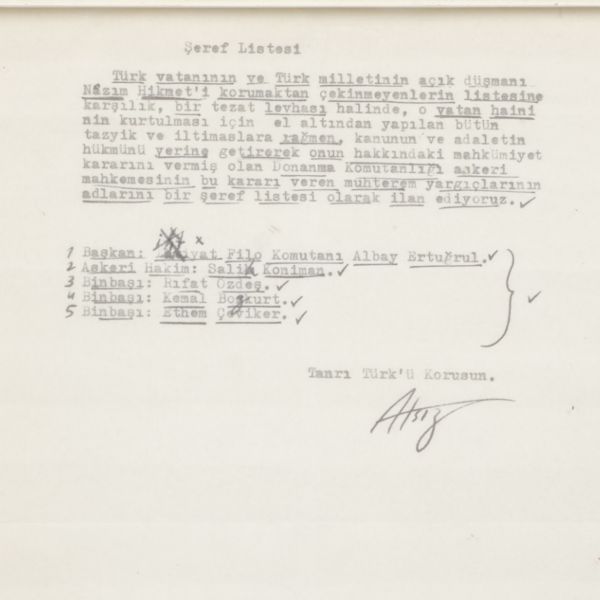 Şeref Listesi
Türk vatanının ve Türk milletinin açık düşmanı
Nâzım Hikmet'i korumaktan çekinmeyenlerin listesine
karşılık, bir tezat levhası halinde, o vatan haini
nin kurtulması için el altından yapılan bütün
tazyik ve iltimaslara rağmen, kanunun ve adaletin
hükmünü yerine getirerek onun hakkındaki mahkûmiyet
kararını vermiş olan Donanma Komutanlığı askeri
mahkemesinin bu kararı veren muhterem yargıçlarının
adlarını bir şeref listesi olarak ilan ediyoruz.
1 Başkan: Filo Komutanı Albay Ertuğrul.
2 Askeri Hakim: Salih Koniman.
3 Binbaşı: Rıfat Özdeş.
4 Binbaşı: Kemal Bozkurt.
5 Binbaşı: Ethem Çeviker.
Tanrı Türk'ü Korusun.
Atsız